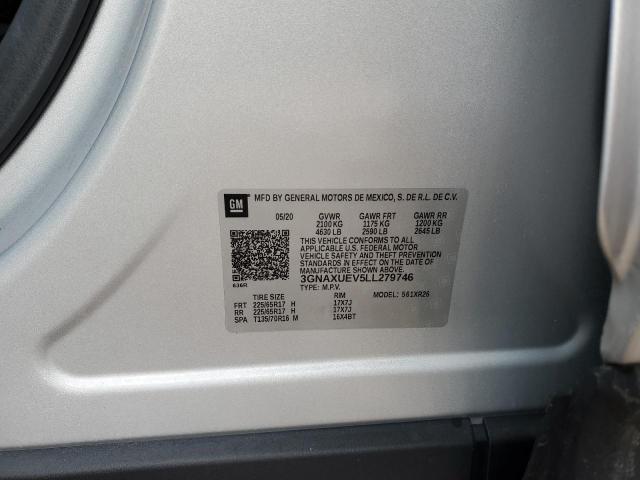 GM MFD BY GENERAL MOTORS DE MEXICO, S. DE R.L. DE C.V.
05/20 GVWR GAWR FRT GAWR RR
2100 KG 1175 KG 1200 KG
4630 LB 2590 LB 2645 LB
THIS VEHICLE CONFORMS TO ALL
APPLICABLE U.S. FEDERAL MOTOR
VEHICLE SAFETY, BUMPER, AND THEFT PREVENTION
STANDARDS IN EFFECT ON THE DATE
OF MANUFACTURE SHOWN ABOVE.
3GNAXUEV5LL279746
636R TYPE: M.P.V.
TIRE SIZE RIM MODEL: 561XR26
FRT 225/65R17 H 17X7J
RR 225/65R17 H 17X7J
SPA T135/70R16 M 16X4BT